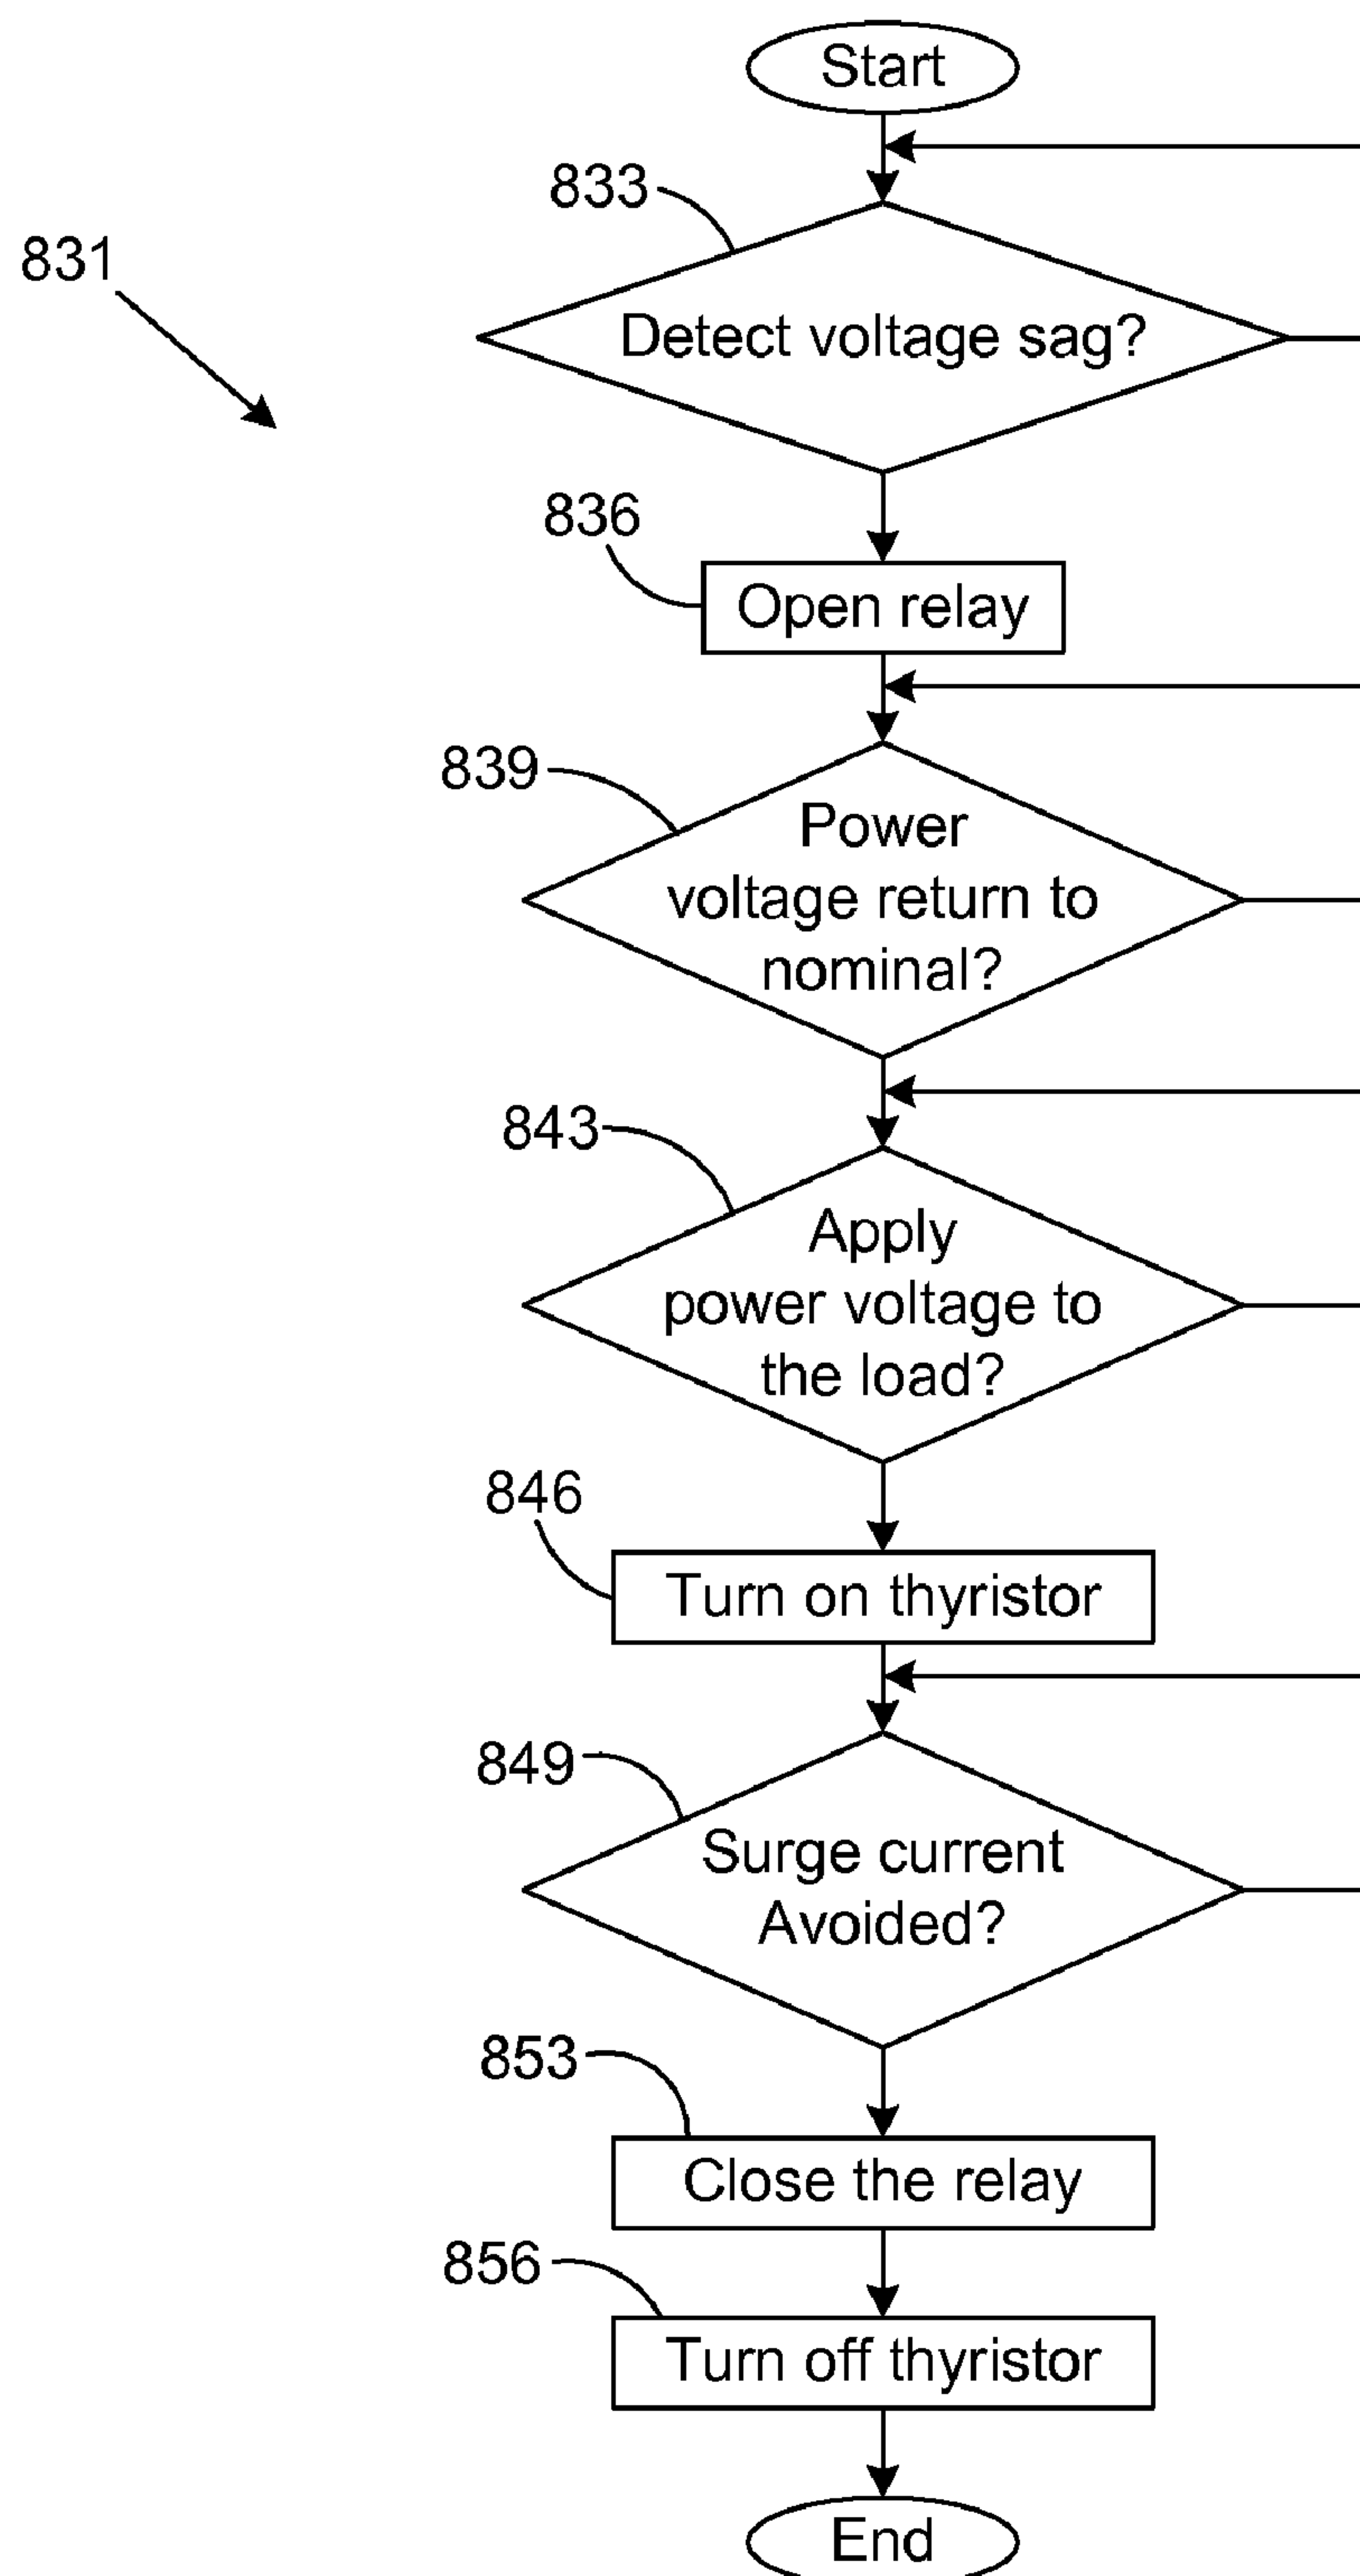 Start
833
831
Detect voltage sag?
836
Open relay
839
Power
voltage return to
nominal?
843
Apply
power voltage to
the load?
846
Turn on thyristor
849
Surge current
Avoided?
853
Close the relay
856
Turn off thyristor
End